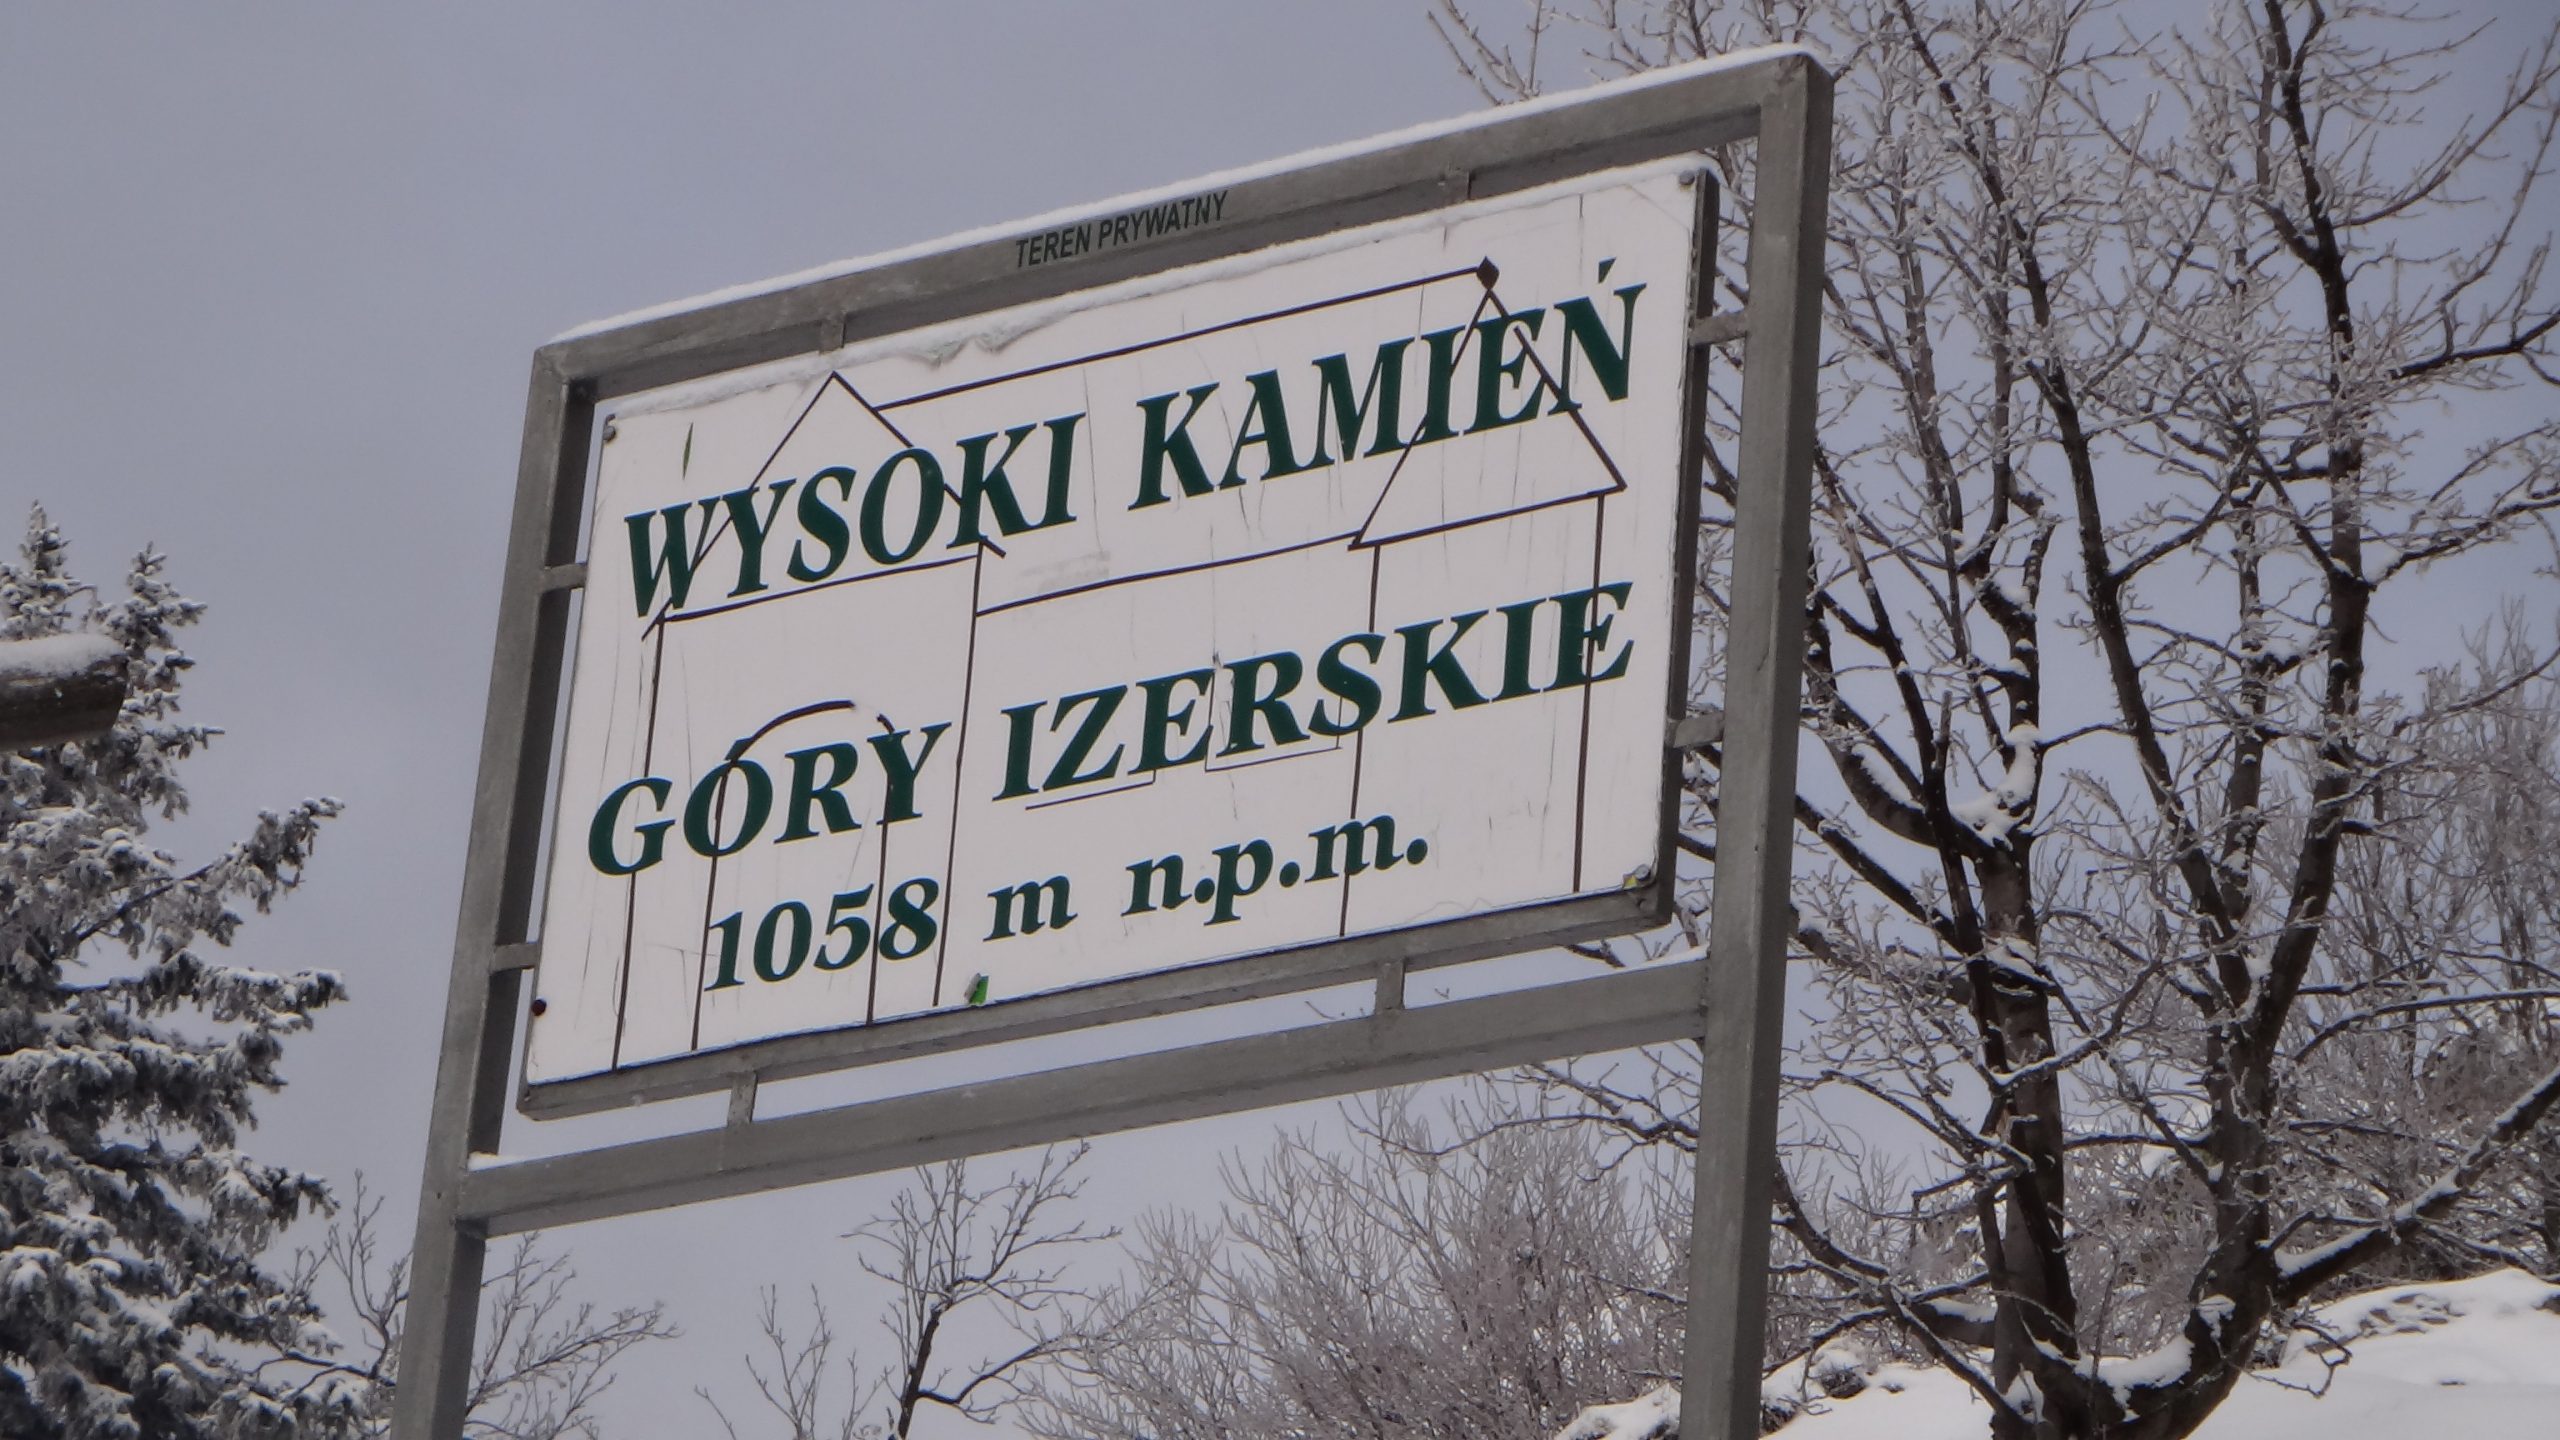 TEREN PRYWATNY
WYSOKI KAMIEŃ
GÓRY IZERSKIE
1058 m n.p.m.